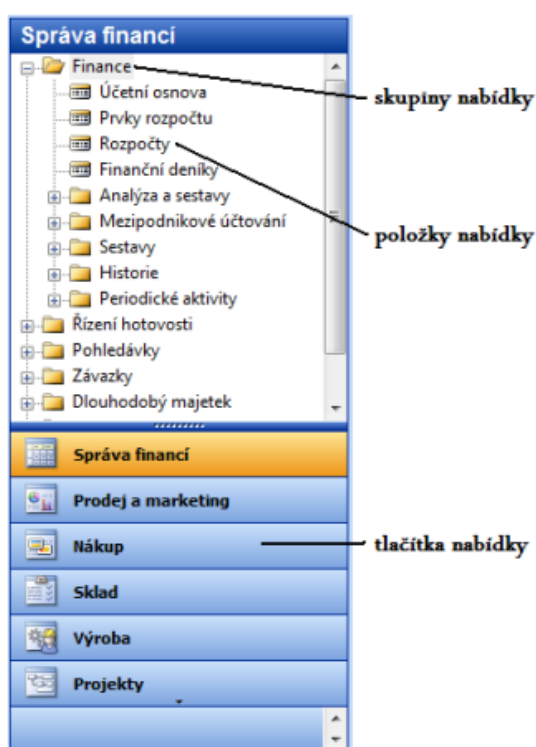 Správa financí
Finance
skupiny nabídky
Účetní osnova
Prvky rozpočtu
Rozpočty
Finanční deníky
Analýza a sestavy
Mezipodnikové účtování
položky nabídky
Sestavy
Historie
Periodické aktivity
Řízení hotovosti
Pohledávky
Závazky
Dlouhodobý majetek
Správa financí
Prodej a marketing
Nákup
tlačítka nabídky
Sklad
Výroba
Projekty